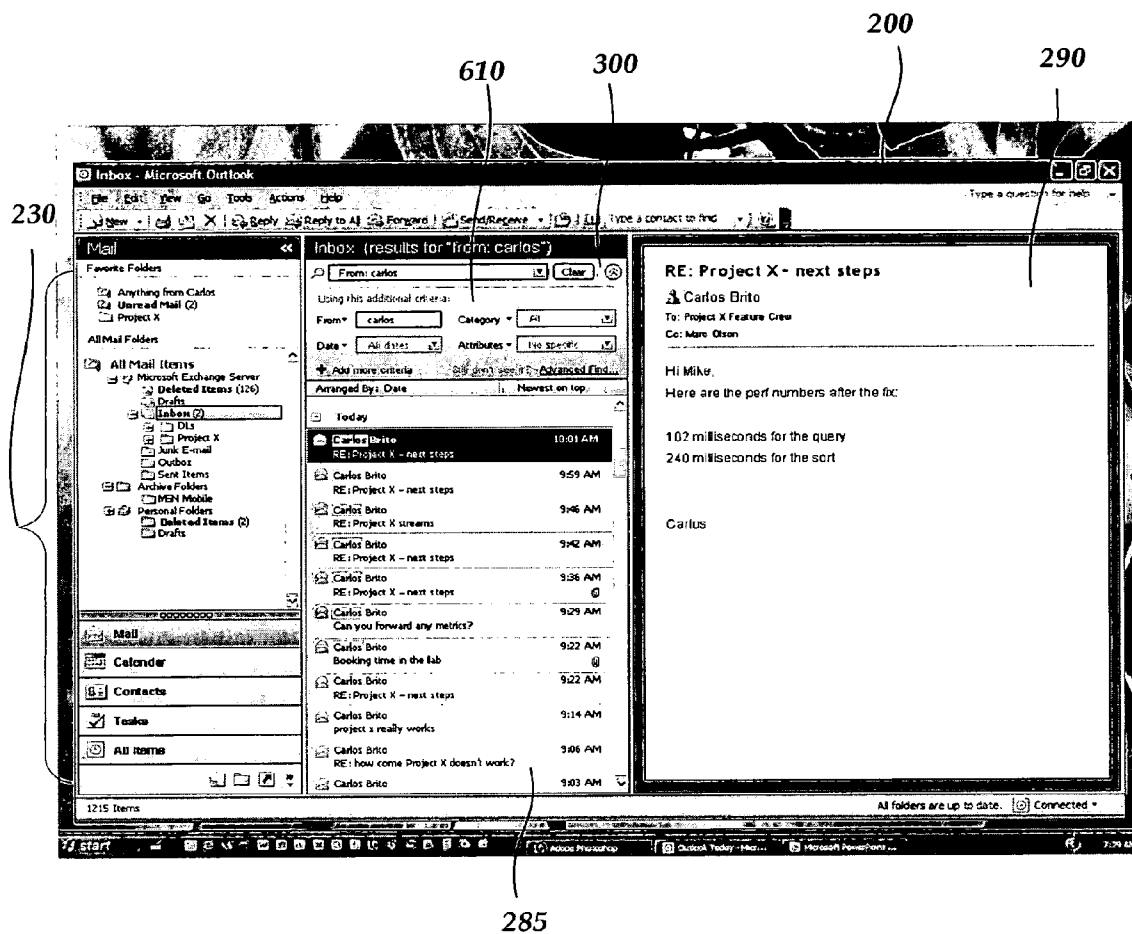 200
610
300
290
Inbox - Microsoft Outlook
File Edit View Go Tools Actions Help
Type a question for help
New Reply Reply to All Forward Send/Receive Type a contact to find
230
Mail
Favorite Folders
Anything from Carlos
Unread Mail (2)
Project X
All Mail Folders
All Mail Items
Microsoft Exchange Server
Deleted Items (126)
Drafts
Inbox (2)
DLs
Project X
Junk E-mail
Outbox
Sent Items
Archive Folders
MSN Mobile
Personal Folders
Deleted Items (2)
Drafts
Mail
Calendar
Contacts
Tasks
All Items
Inbox (results for "from: carlos")
From: carlos Clear
Using this additional criteria:
From carlos Category All
Date All dates Attributes No specific
Add more criteria Advanced Find...
Arranged By: Date Newest on top
Today
Carlos Brito 10:01 AM
RE: Project X - next steps
Carlos Brito 9:59 AM
RE: Project X - next steps
Carlos Brito 9:46 AM
RE: Project X streams
Carlos Brito 9:42 AM
RE: Project X - next steps
Carlos Brito 9:36 AM
RE: Project X - next steps
Carlos Brito 9:29 AM
Can you forward any metrics?
Carlos Brito 9:22 AM
Booking time in the lab
Carlos Brito 9:22 AM
RE: Project X - next steps
Carlos Brito 9:14 AM
project x really works
Carlos Brito 9:06 AM
RE: how come Project X doesn't work?
Carlos Brito 9:03 AM
RE: Project X - next steps
Carlos Brito
To: Project X Feature Crew
Cc: Marc Olson
Hi Mike,
Here are the perf numbers after the fix:
102 milliseconds for the query
240 milliseconds for the sort
Carlos
1215 Items
All folders are up to date. Connected
start Adobe Photoshop Outlook Today - Micr... Microsoft PowerPoint ...
285